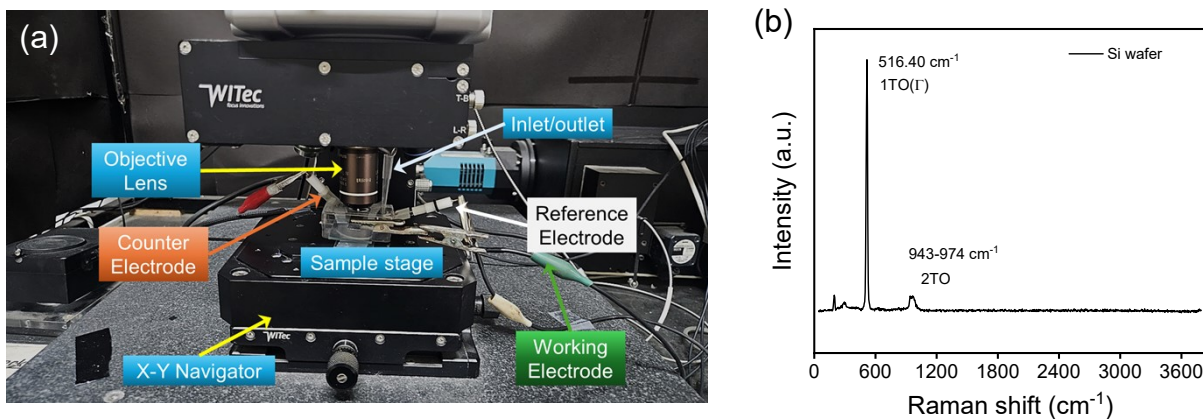 (a)
WITec
focus innovations
T-B
L-R
Inlet/outlet
Objective
Lens
Counter
Electrode
Reference
Electrode
Sample stage
WITec
X-Y Navigator
Working
Electrode
(b)
Intensity (a.u.)
516.40 cm⁻¹
1TO(Γ)
Si wafer
943-974 cm⁻¹
2TO
0 600 1200 1800 2400 3000 3600
Raman shift (cm⁻¹)